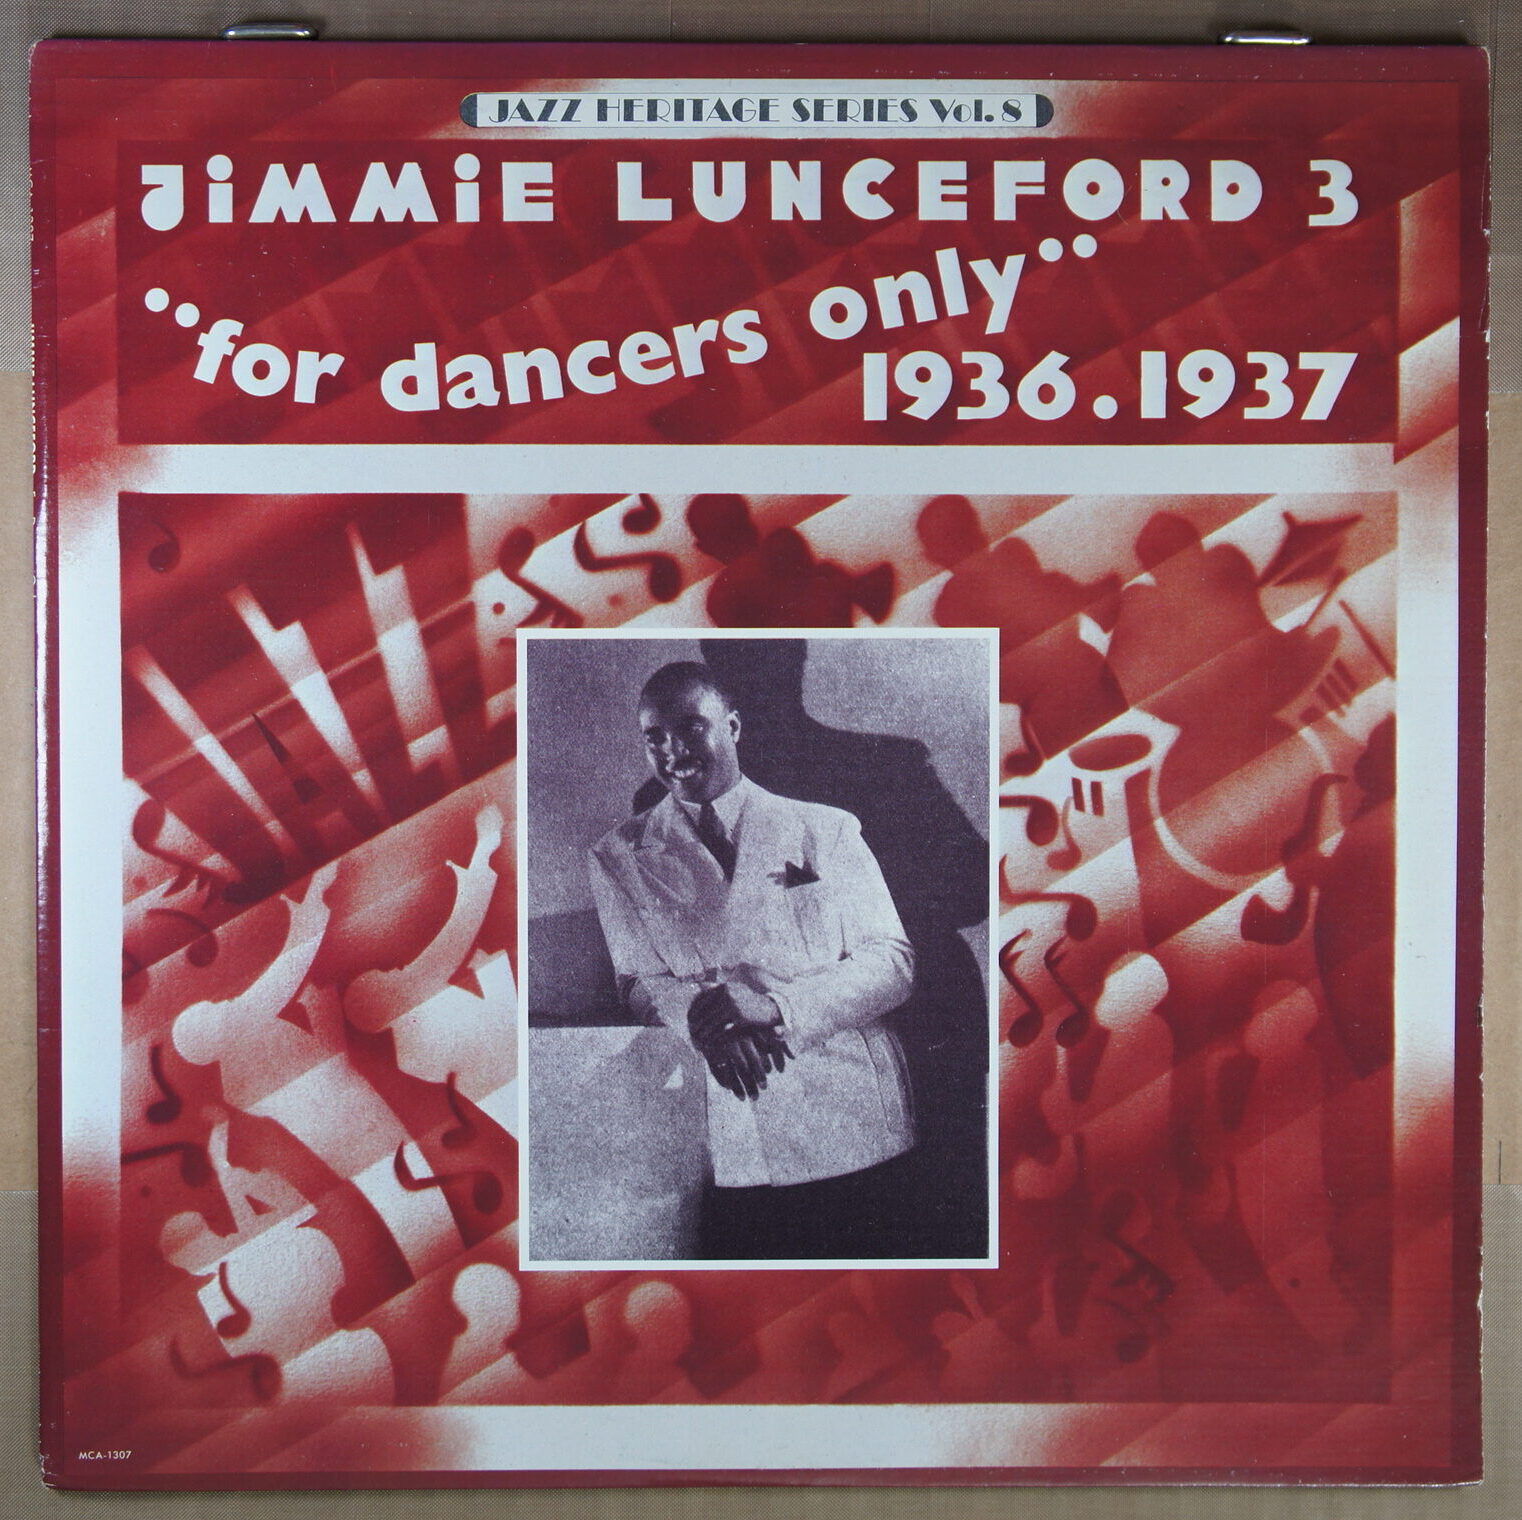 JAZZ HERITAGE SERIES Vol. 8
JiMMiE LUNCEFORD 3
"for dancers only"
1936.1937
MCA-1307